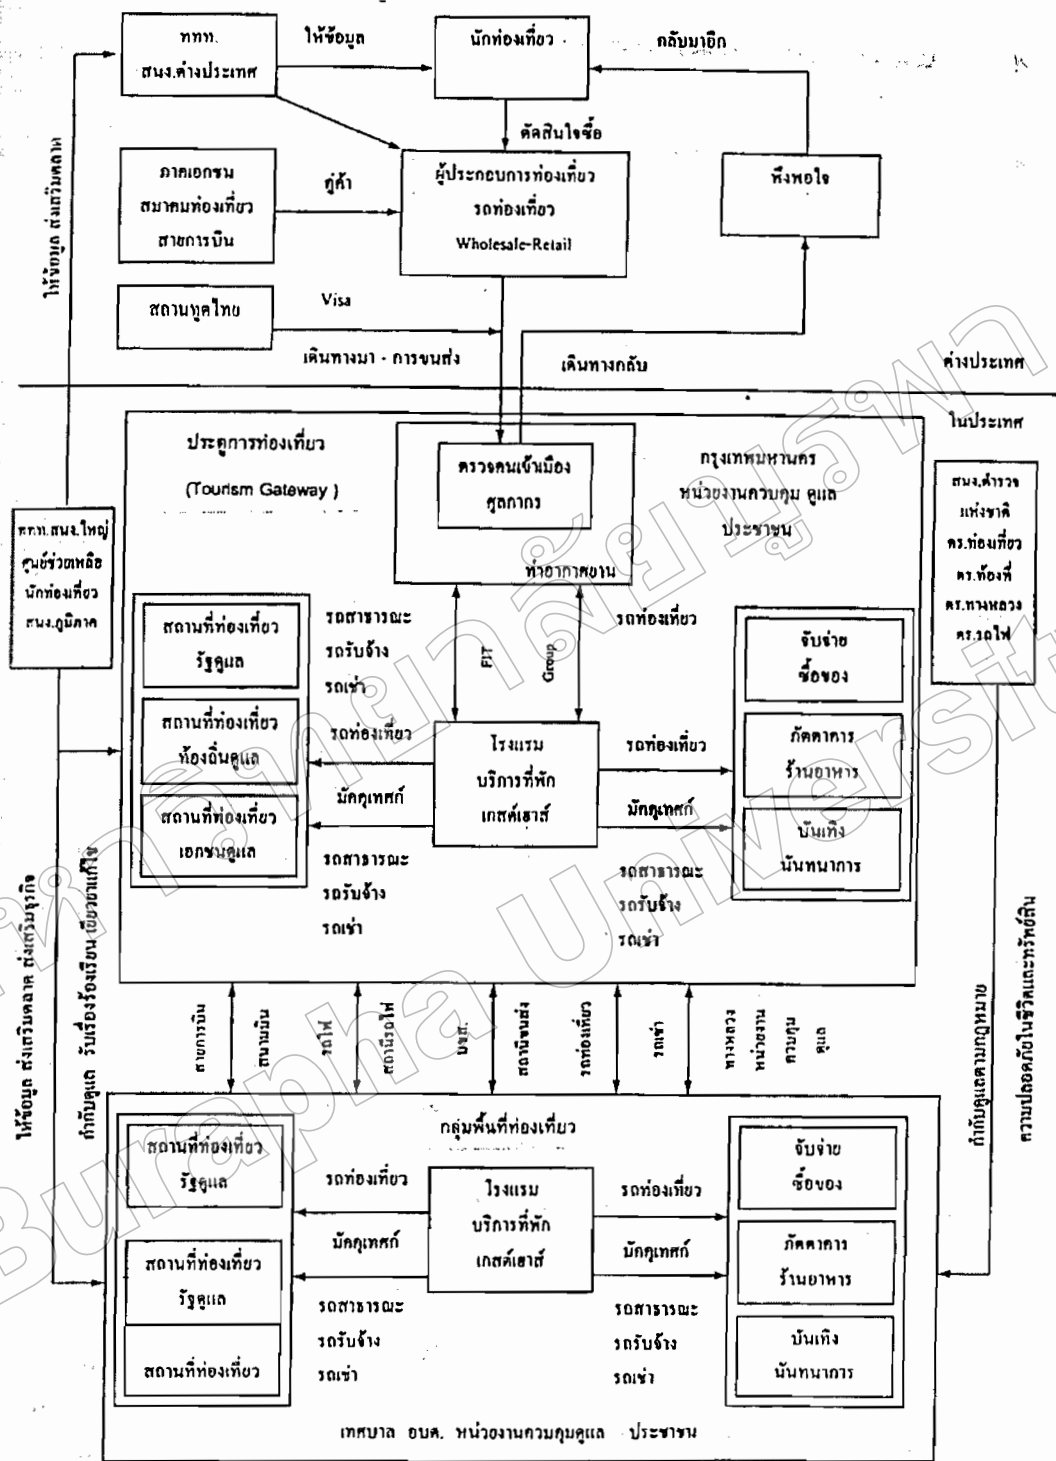 ททท.
สนง.ต่างประเทศ
ให้ข้อมูล
นักท่องเที่ยว
กลับมาอีก
ตัดสินใจซื้อ
ให้ข้อมูล ส่งเสริมตลาด
ภาคเอกชน
สมาคมท่องเที่ยว
สายการบิน
คู่ค้า
ผู้ประกอบการท่องเที่ยว
รถท่องเที่ยว
Wholesale-Retail
พึงพอใจ
สถานทูตไทย
Visa
เดินทางมา - การขนส่ง
เดินทางกลับ
ต่างประเทศ
ในประเทศ
ประตูการท่องเที่ยว
(Tourism Gateway )
ตรวจคนเข้าเมือง
ศุลกากร
ท่าอากาศยาน
กรุงเทพมหานคร
หน่วยงานควบคุม ดูแล
ประชาชน
สนง.ตำรวจ
แห่งชาติ
ตร.ท่องเที่ยว
ตร.ท้องที่
ตร.ทางหลวง
ตร.รถไฟ
ททท.สนง.ใหญ่
ศูนย์ช่วยเหลือ
นักท่องเที่ยว
สนง.ภูมิภาค
สถานที่ท่องเที่ยว
รัฐดูแล
สถานที่ท่องเที่ยว
ท้องถิ่นดูแล
สถานที่ท่องเที่ยว
เอกชนดูแล
รถสาธารณะ
รถรับจ้าง
รถเช่า
รถท่องเที่ยว
มัคคุเทศก์
รถสาธารณะ
รถรับจ้าง
รถเช่า
FIT
Group
รถท่องเที่ยว
โรงแรม
บริการที่พัก
เกสต์เฮาส์
รถท่องเที่ยว
มัคคุเทศก์
รถสาธารณะ
รถรับจ้าง
รถเช่า
จับจ่าย
ซื้อของ
ภัตตาคาร
ร้านอาหาร
บันเทิง
นันทนาการ
ให้ข้อมูล ส่งเสริมตลาด ส่งเสริมธุรกิจ
กำกับดูแล รับเรื่องร้องเรียน เยียวยาแก้ไข
สายการบิน
สนามบิน
รถไฟ
สถานีรถไฟ
บขส.
สถานีขนส่ง
รถท่องเที่ยว
รถเช่า
ทางหลวง
หน่วยงาน
ควบคุม
ดูแล
กำกับดูแลตามกฎหมาย
ความปลอดภัยในชีวิตและทรัพย์สิน
กลุ่มพื้นที่ท่องเที่ยว
สถานที่ท่องเที่ยว
รัฐดูแล
สถานที่ท่องเที่ยว
รัฐดูแล
สถานที่ท่องเที่ยว
รถท่องเที่ยว
มัคคุเทศก์
รถสาธารณะ
รถรับจ้าง
รถเช่า
โรงแรม
บริการที่พัก
เกสต์เฮาส์
รถท่องเที่ยว
มักคุเทศก์
รถสาธารณะ
รถรับจ้าง
รถเช่า
จับจ่าย
ซื้อของ
ภัตตาคาร
ร้านอาหาร
บันเทิง
นันทนาการ
เทศบาล อบต. หน่วยงานควบคุมดูแล ประชาชน
มหาวิทยาลัยบูรพา
Burapha University